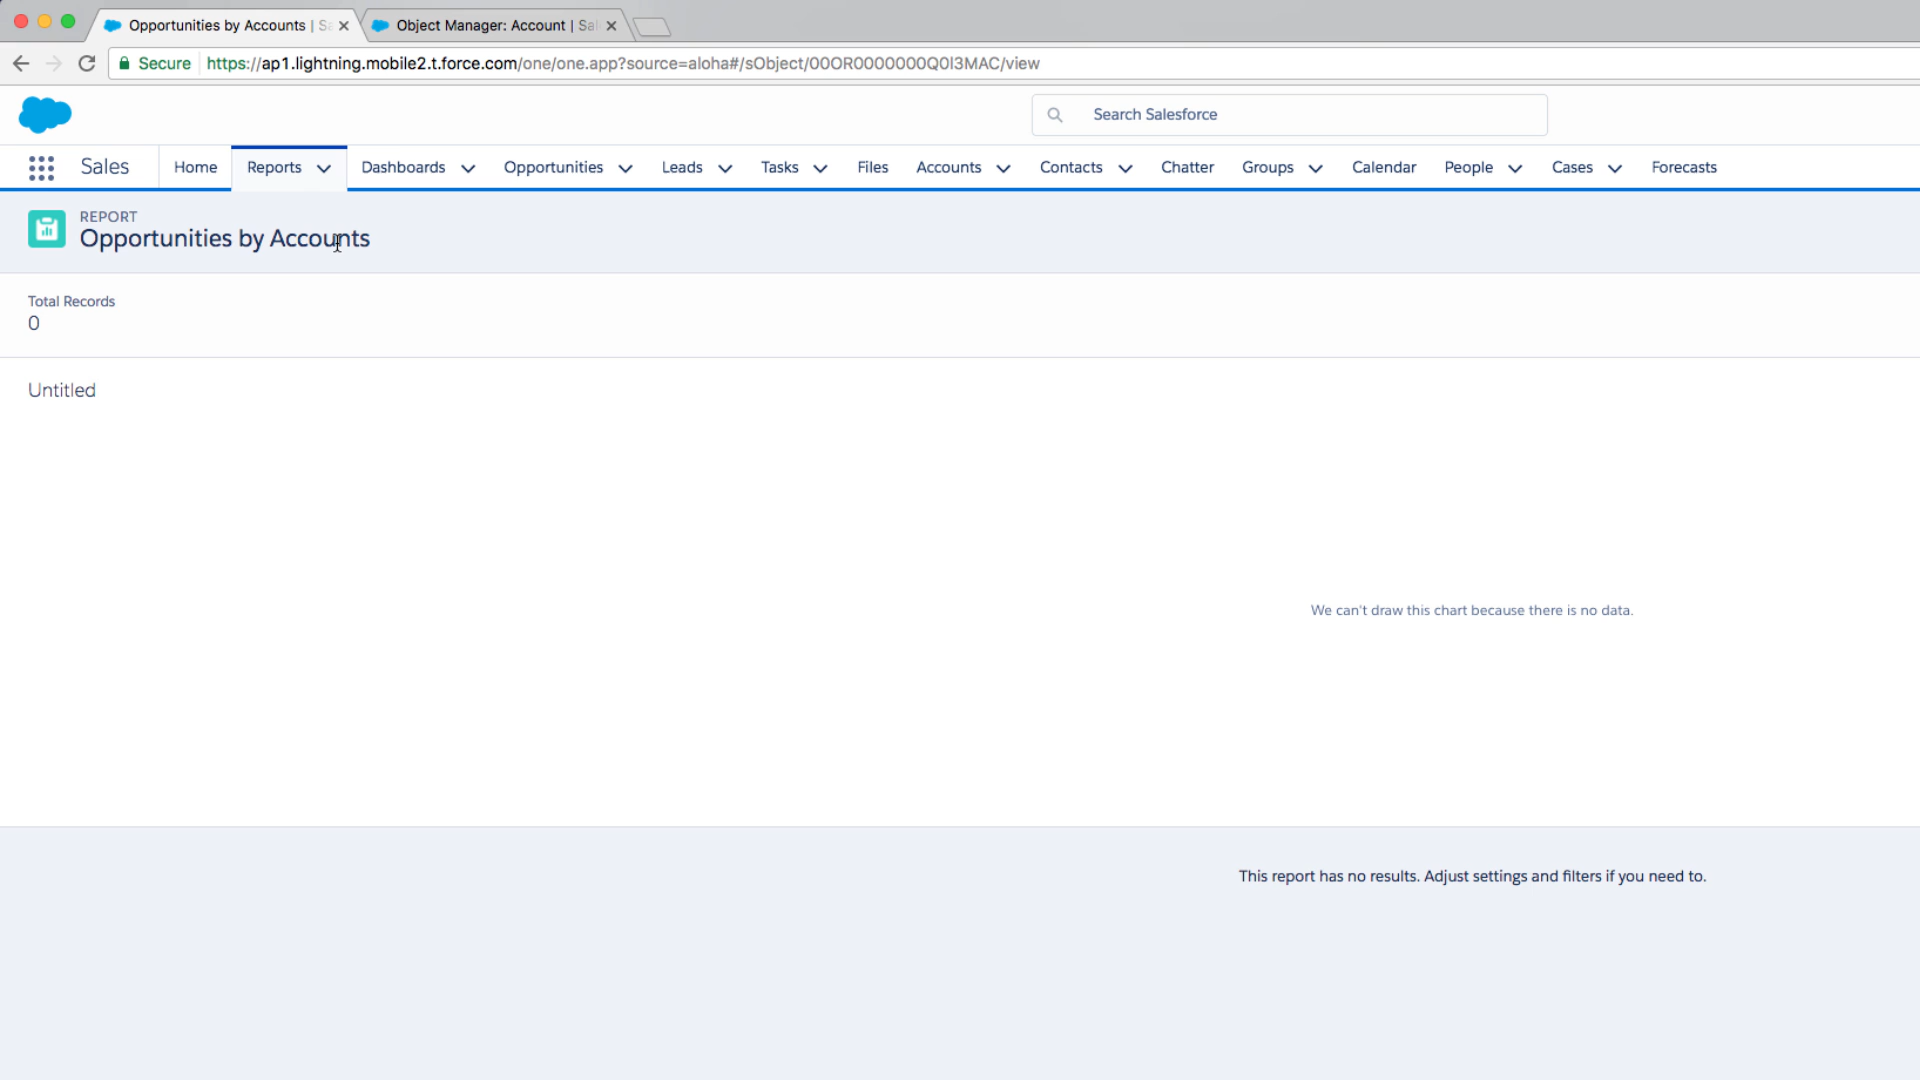 Opportunities by Accounts | Sa
Object Manager: Account | Sal
Secure https://ap1.lightning.mobile2.t.force.com/one/one.app?source=aloha#/sObject/00OR0000000Q0I3MAC/view
Search Salesforce
Sales Home Reports Dashboards Opportunities Leads Tasks Files Accounts Contacts Chatter Groups Calendar People Cases Forecasts
REPORT
Opportunities by Accounts
Total Records
0
Untitled
We can't draw this chart because there is no data.
This report has no results. Adjust settings and filters if you need to.